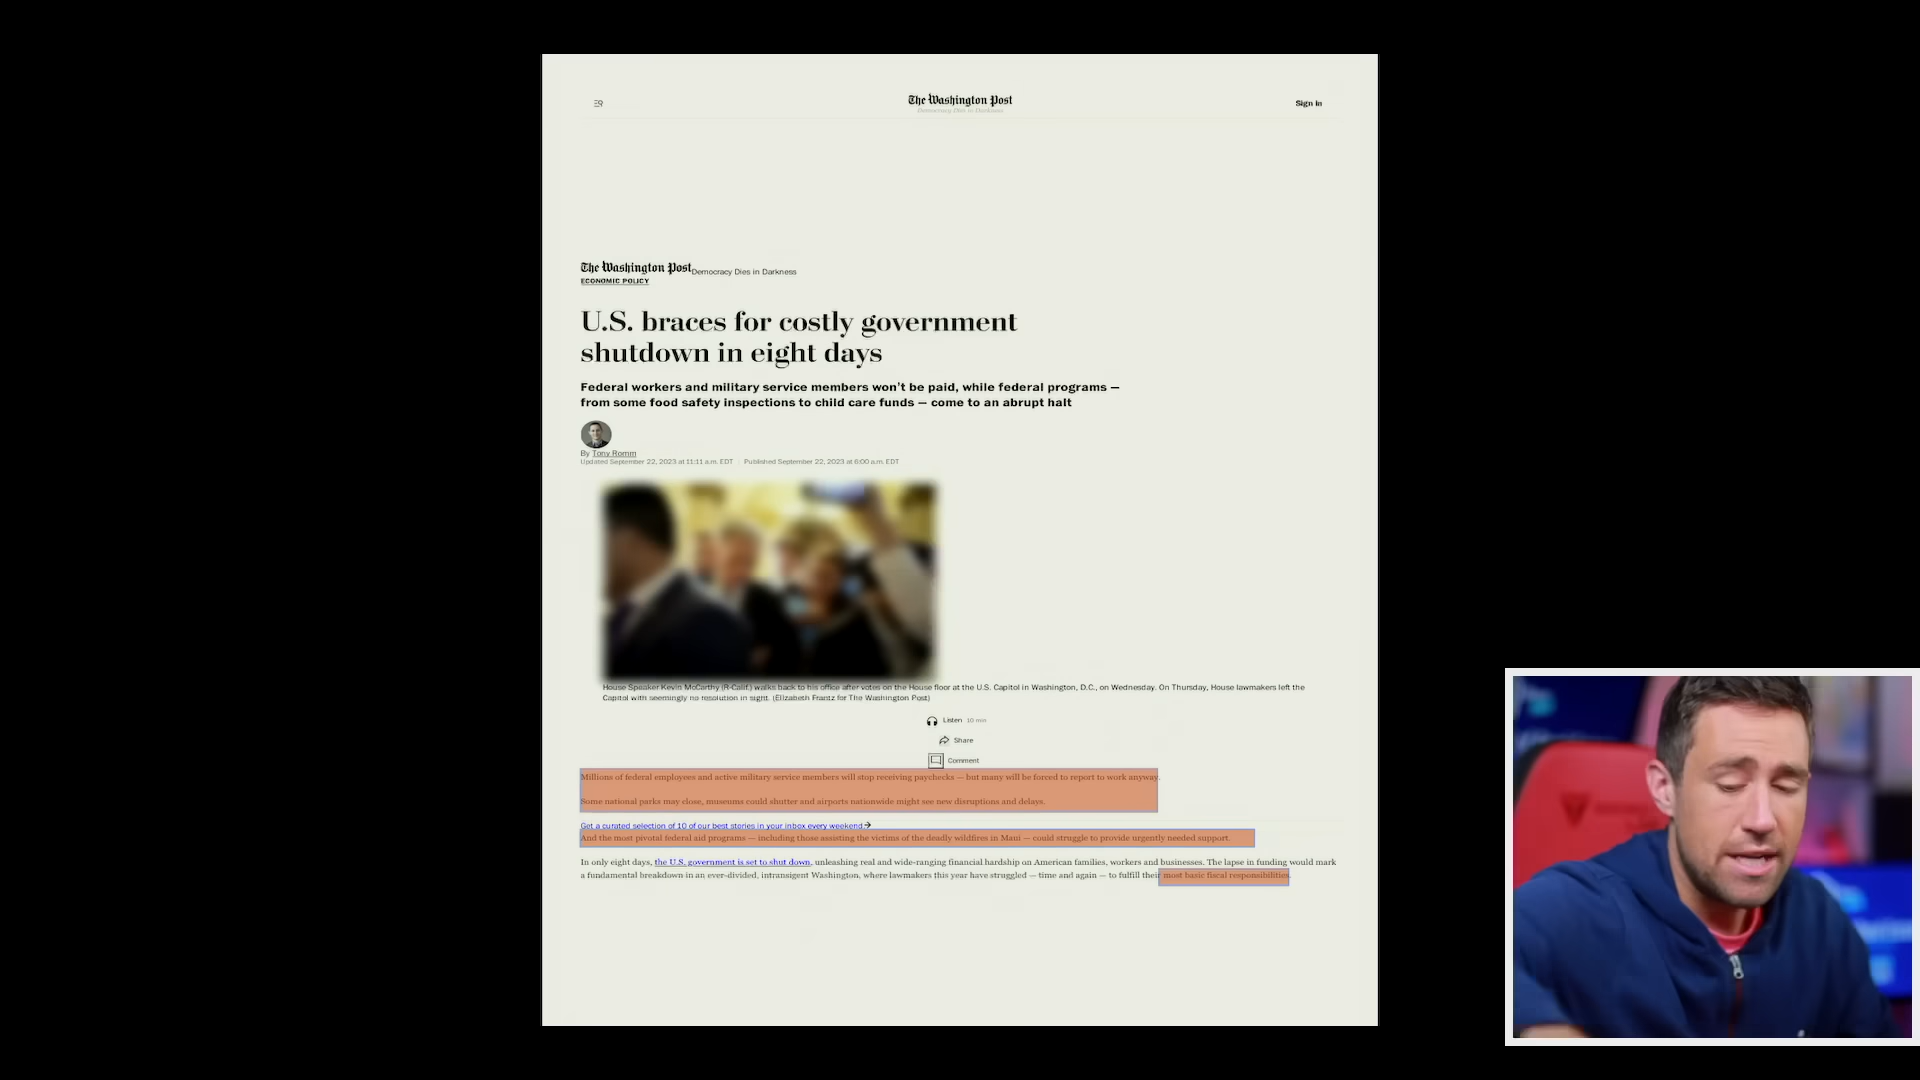 The Washington Post
Democracy Dies in Darkness
Sign in
The Washington Post Democracy Dies in Darkness
ECONOMIC POLICY
U.S. braces for costly government
shutdown in eight days
Federal workers and military service members won't be paid, while federal programs —
from some food safety inspections to child care funds — come to an abrupt halt
By Tony Romm
Updated September 22, 2023 at 11:11 a.m. EDT | Published September 22, 2023 at 6:00 a.m. EDT
House Speaker Kevin McCarthy (R-Calif.) walks back to his office after votes on the House floor at the U.S. Capitol in Washington, D.C., on Wednesday. On Thursday, House lawmakers left the
Capitol with seemingly no resolution in sight. (Elizabeth Frantz for The Washington Post)
Listen 10 min
Share
Comment
Millions of federal employees and active military service members will stop receiving paychecks — but many will be forced to report to work anyway.
Some national parks may close, museums could shutter and airports nationwide might see new disruptions and delays.
Get a curated selection of 10 of our best stories in your inbox every weekend.
And the most pivotal federal aid programs — including those assisting the victims of the deadly wildfires in Maui — could struggle to provide urgently needed support.
In only eight days, the U.S. government is set to shut down, unleashing real and wide-ranging financial hardship on American families, workers and businesses. The lapse in funding would mark
a fundamental breakdown in an ever-divided, intransigent Washington, where lawmakers this year have struggled — time and again — to fulfill their most basic fiscal responsibilities.